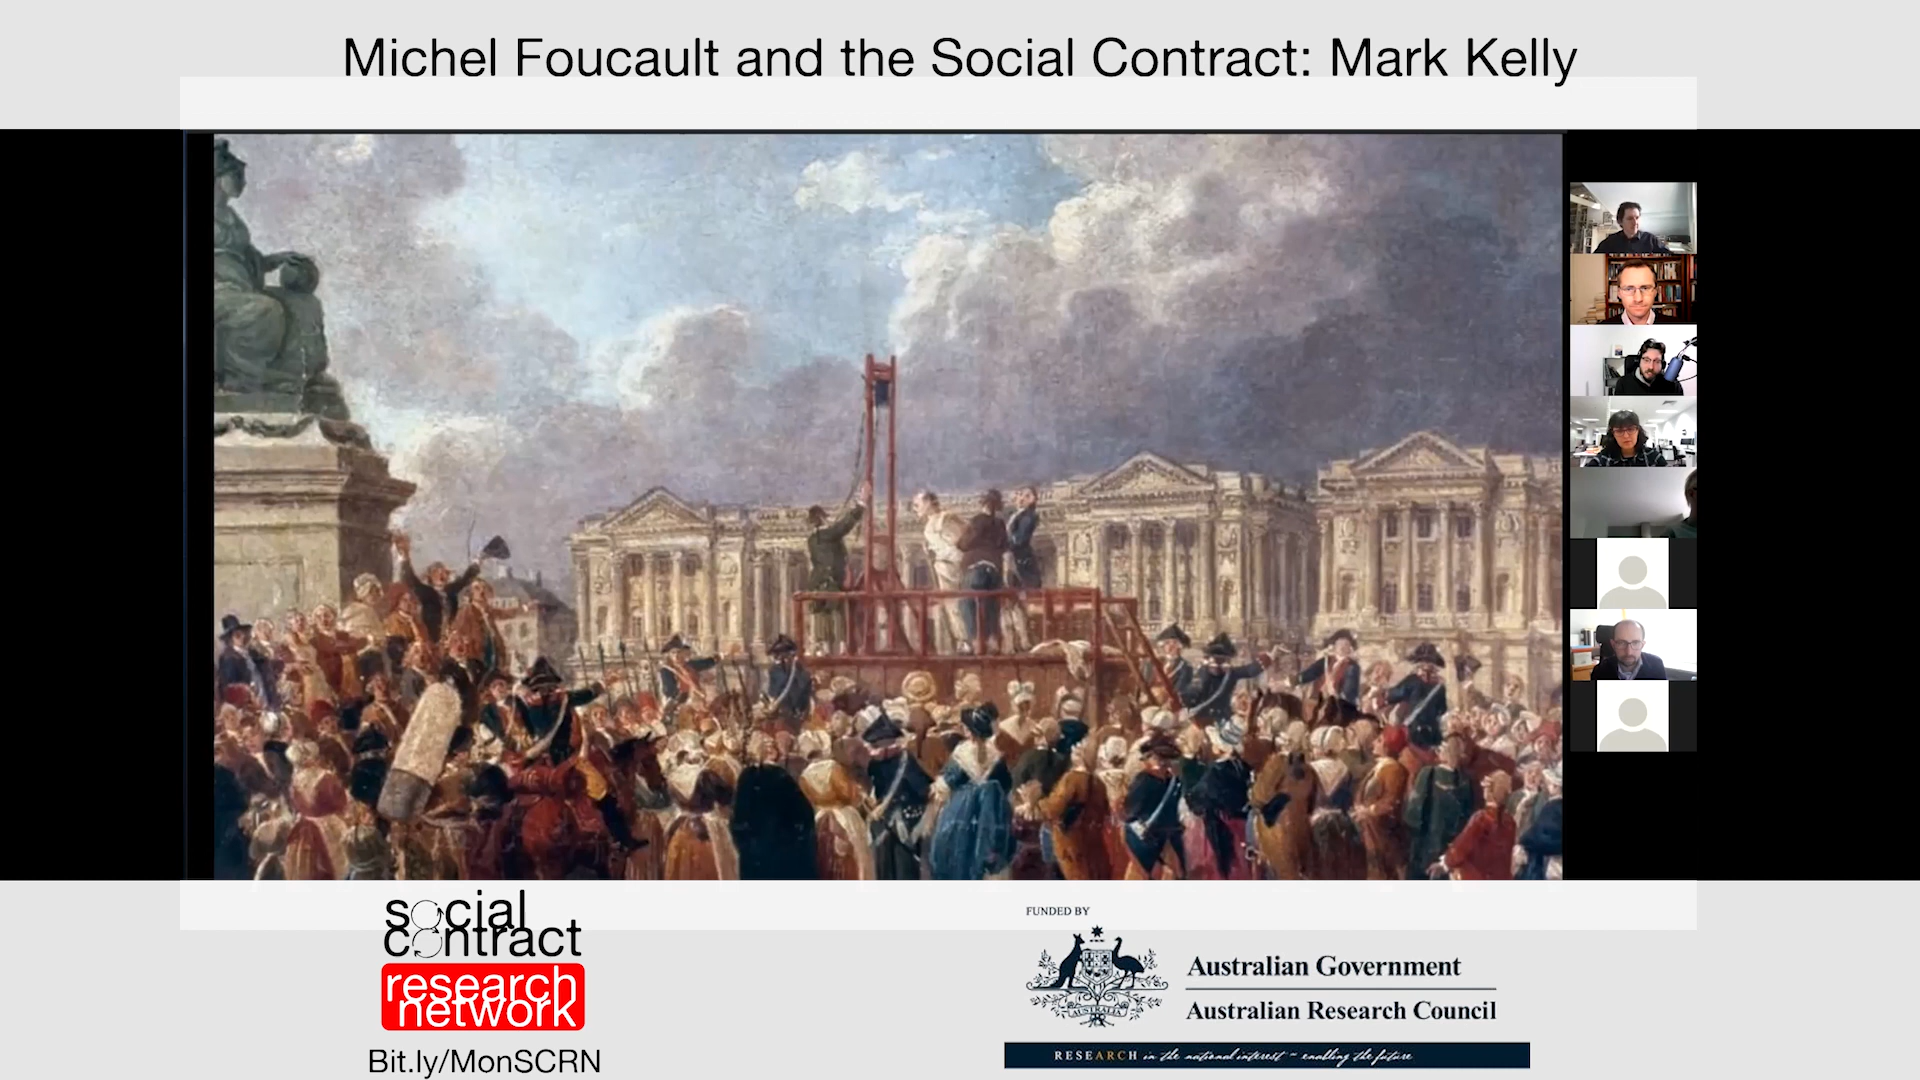 Michel Foucault and the Social Contract: Mark Kelly
social
contract
research
network
Bit.ly/MonSCRN
FUNDED BY
AUSTRALIA
Australian Government
Australian Research Council
RESEARCH in the national interest ~ enabling the future